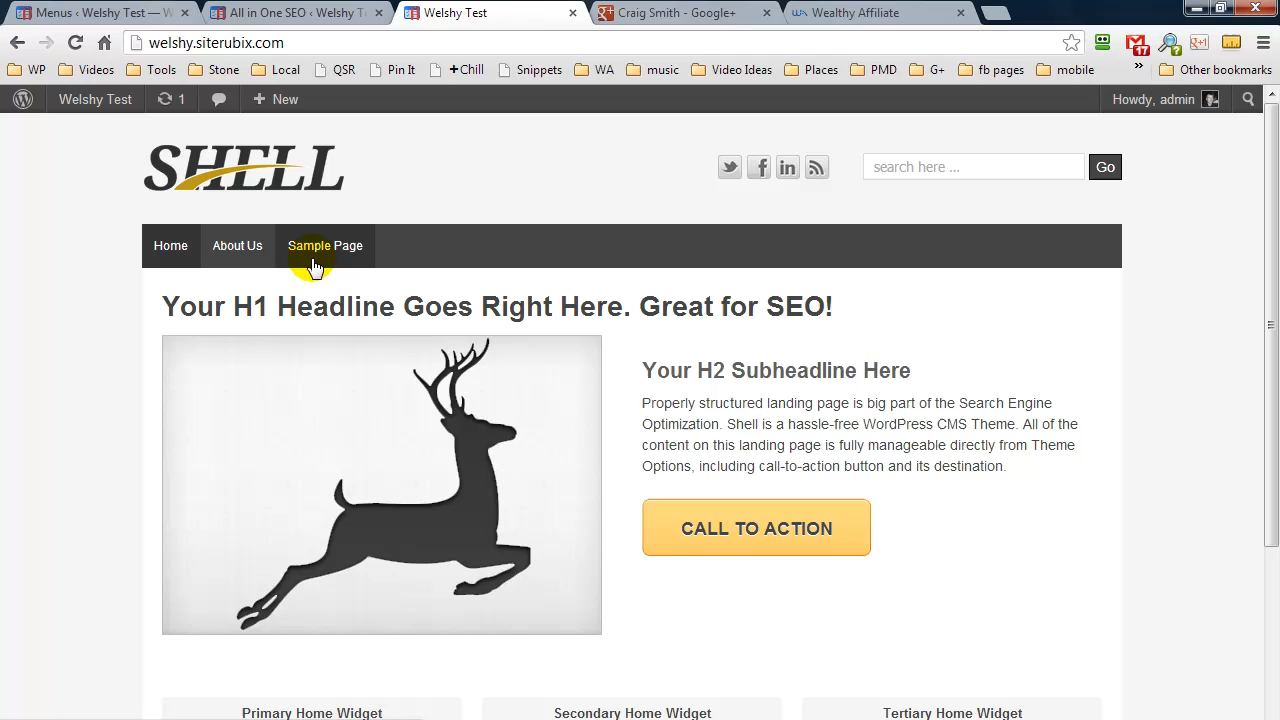 Menus ‹ Welshy Test — W
All in One SEO ‹ Welshy T
Welshy Test
Craig Smith - Google+
Wealthy Affiliate
welshy.siterubix.com
17
?
WP
Videos
Tools
Stone
Local
QSR
Pin It
+Chill
Snippets
WA
music
Video Ideas
Places
PMD
G+
fb pages
mobile
»
Other bookmarks
Welshy Test
1
+ New
Howdy, admin
SHELL
search here ...
Go
Home
About Us
Sample Page
Your H1 Headline Goes Right Here. Great for SEO!
Your H2 Subheadline Here
Properly structured landing page is big part of the Search Engine
Optimization. Shell is a hassle-free WordPress CMS Theme. All of the
content on this landing page is fully manageable directly from Theme
Options, including call-to-action button and its destination.
CALL TO ACTION
Primary Home Widget
Secondary Home Widget
Tertiary Home Widget